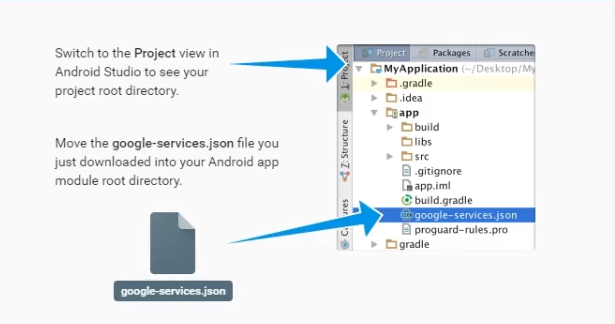 Switch to the Project view in
Android Studio to see your
project root directory.
Move the google-services.json file you
just downloaded into your Android app
module root directory.
google-services.json
Project Packages Scratches
1: Project
MyApplication (~/Desktop/My
.gradle
.idea
app
build
libs
src
.gitignore
app.iml
build.gradle
google-services.json
proguard-rules.pro
gradle
Z: Structure
Captures